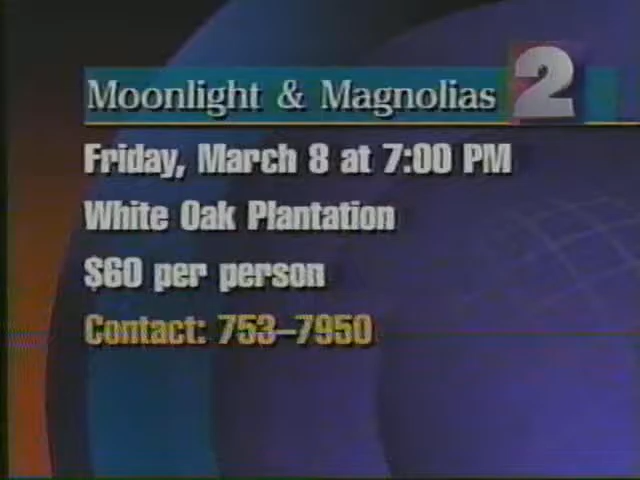 Moonlight & Magnolias 2
Friday, March 8 at 7:00 PM
White Oak Plantation
$60 per person
Contact: 753-7950